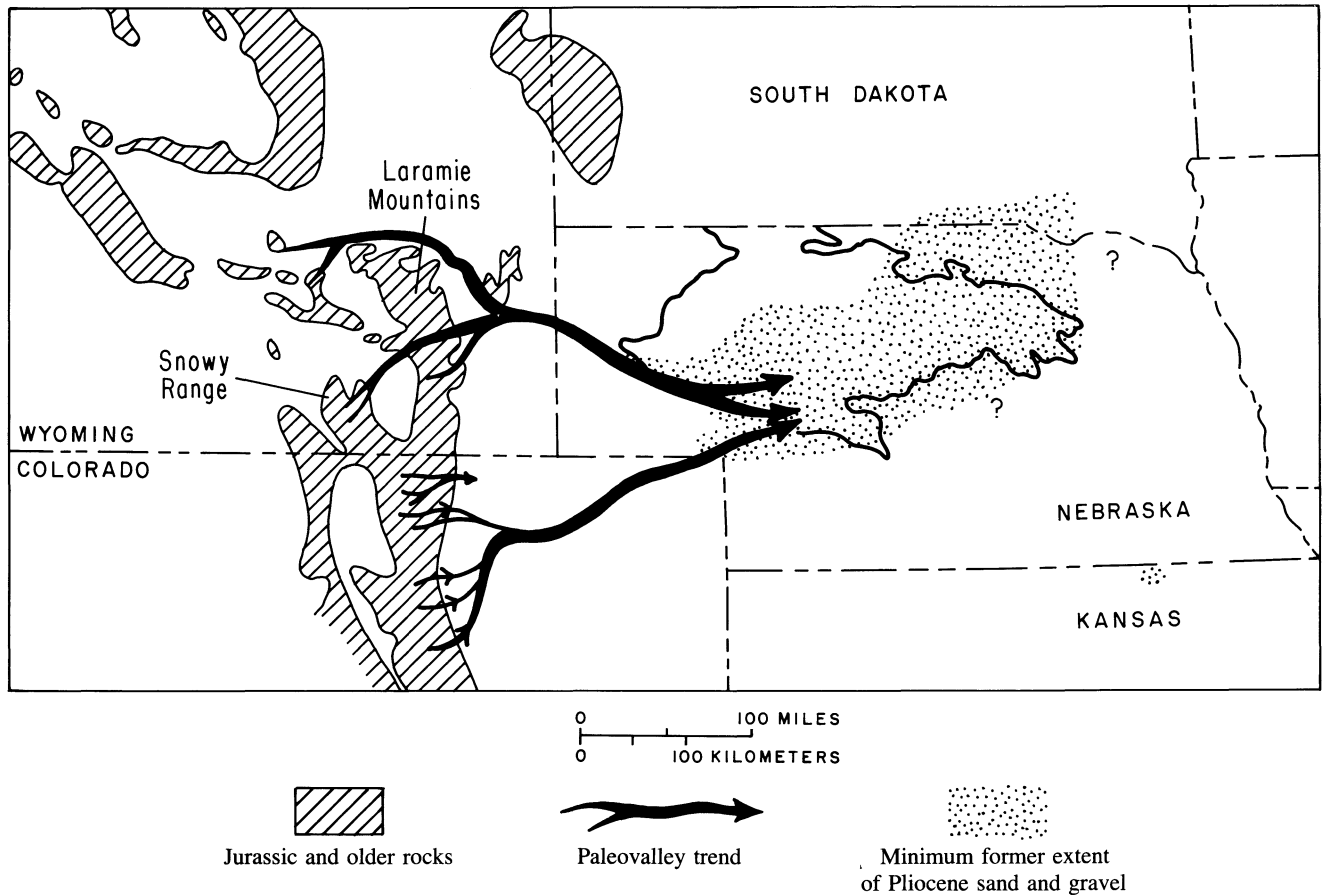 SOUTH DAKOTA
Laramie
Mountains
?
Snowy
Range
?
WYOMING
COLORADO
NEBRASKA
KANSAS
0 100 MILES
0 100 KILOMETERS
Jurassic and older rocks
Paleovalley trend
Minimum former extent
of Pliocene sand and gravel